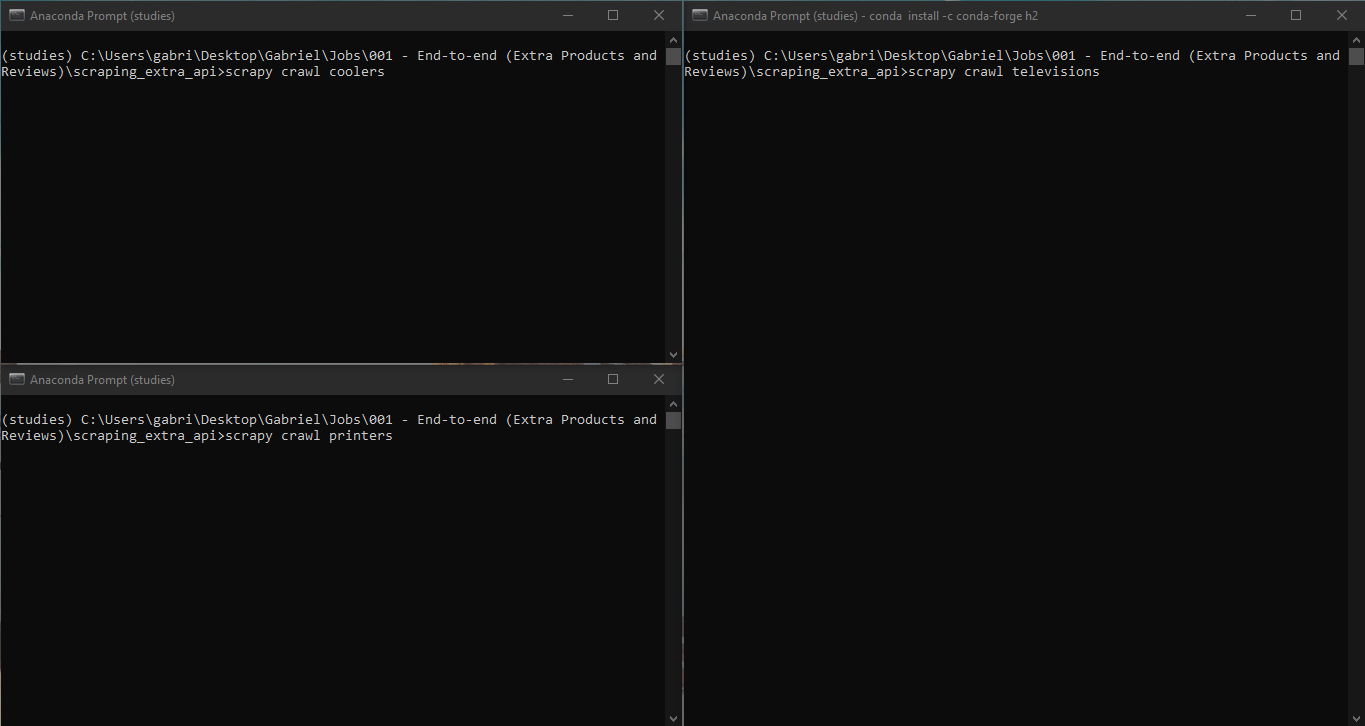 Anaconda Prompt (studies)
(studies) C:\Users\gabri\Desktop\Gabriel\Jobs\001 - End-to-end (Extra Products and
Reviews)\scraping_extra_api>scrapy crawl coolers
Anaconda Prompt (studies)
(studies) C:\Users\gabri\Desktop\Gabriel\Jobs\001 - End-to-end (Extra Products and
Reviews)\scraping_extra_api>scrapy crawl printers
Anaconda Prompt (studies) - conda  install -c conda-forge h2
(studies) C:\Users\gabri\Desktop\Gabriel\Jobs\001 - End-to-end (Extra Products and
Reviews)\scraping_extra_api>scrapy crawl televisions